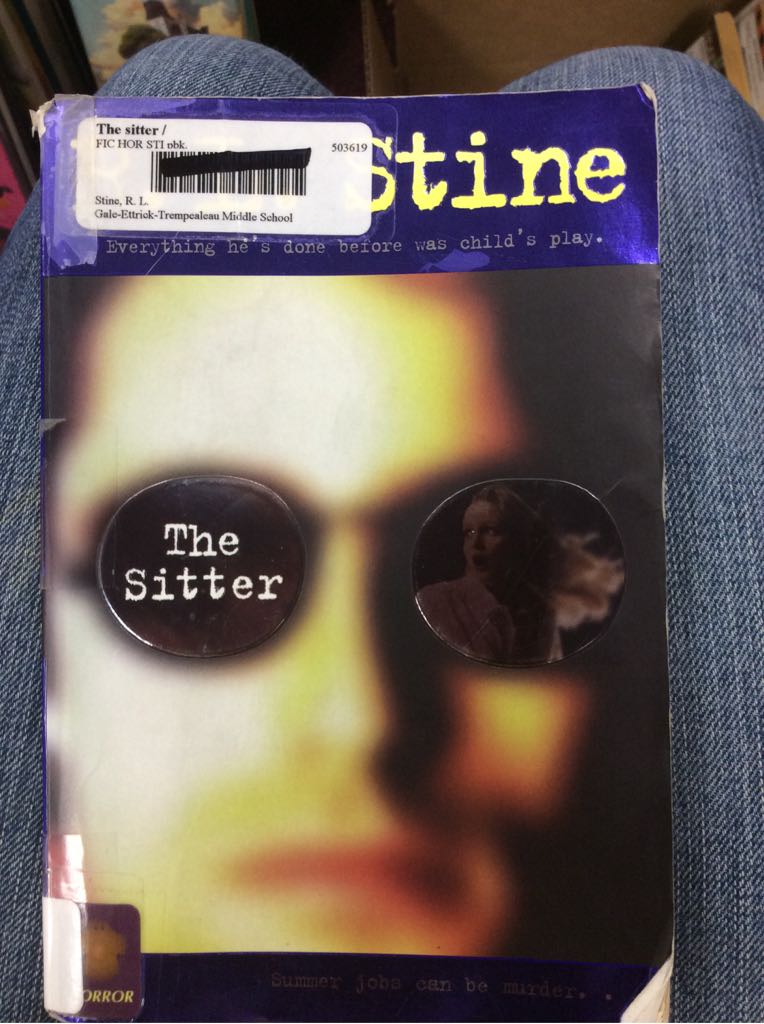 The sitter /
FIC HOR STI pbk.
503619
Stine, R. L.
Gale-Ettrick-Trempealeau Middle School
Stine
Everything he's done before was child's play.
The
Sitter
Summer jobs can be murder. .